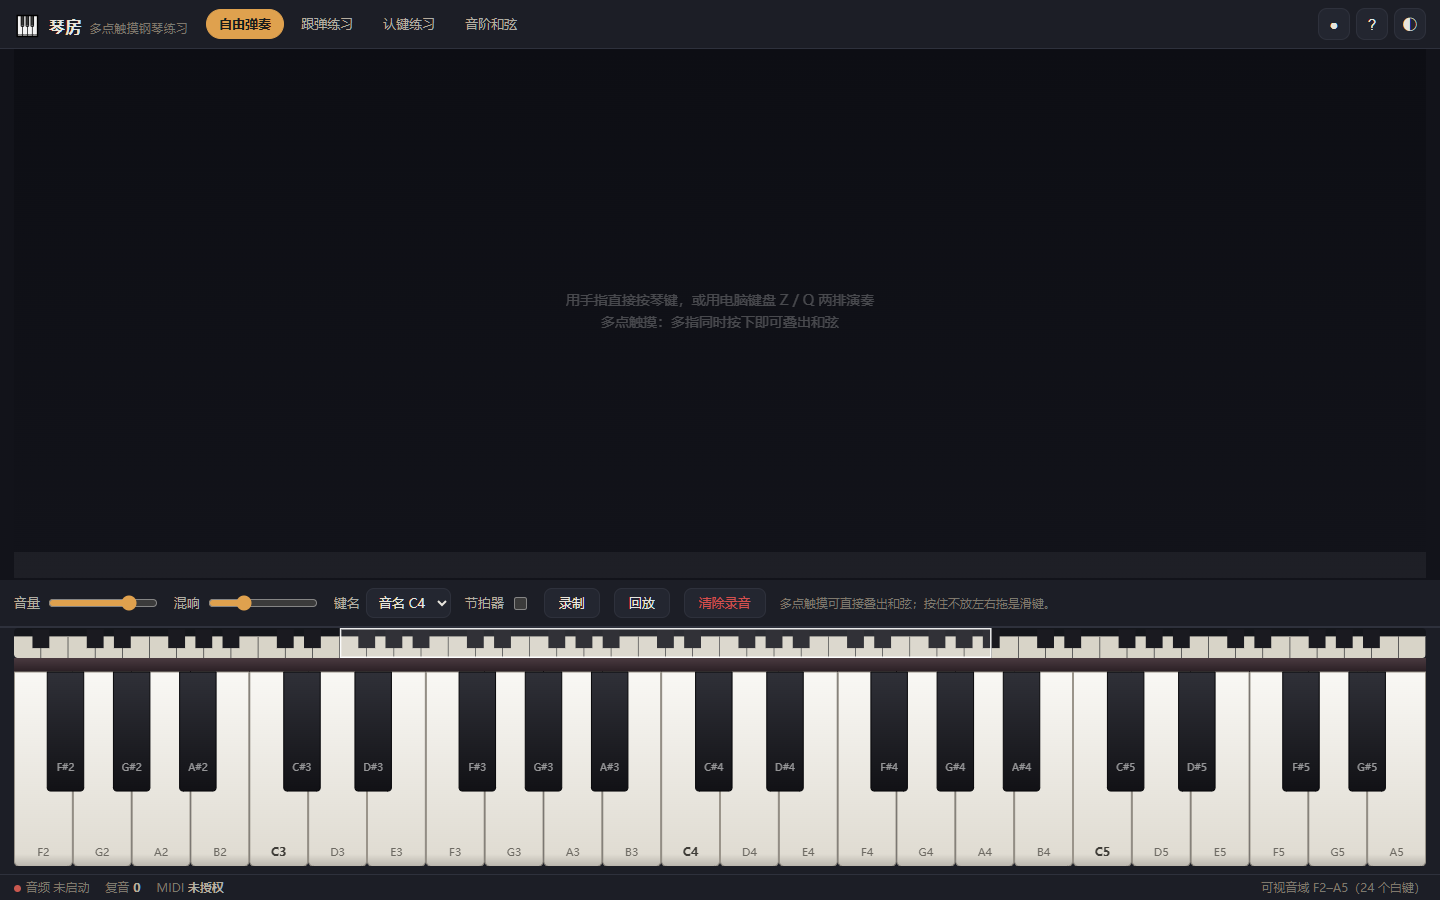 琴房 多点触摸钢琴练习 自由弹奏 跟弹练习 认键练习 音阶和弦 ● ? ◐
用手指直接按琴键，或用电脑键盘 Z / Q 两排演奏
多点触摸：多指同时按下即可叠出和弦
音量 混响 键名 音名 C4 节拍器 录制 回放 清除录音 多点触摸可直接叠出和弦；按住不放左右拖是滑键。
F#2 G#2 A#2 C#3 D#3 F#3 G#3 A#3 C#4 D#4 F#4 G#4 A#4 C#5 D#5 F#5 G#5
F2 G2 A2 B2 C3 D3 E3 F3 G3 A3 B3 C4 D4 E4 F4 G4 A4 B4 C5 D5 E5 F5 G5 A5
音频 未启动 复音 0 MIDI 未授权 可视音域 F2–A5（24 个白键）